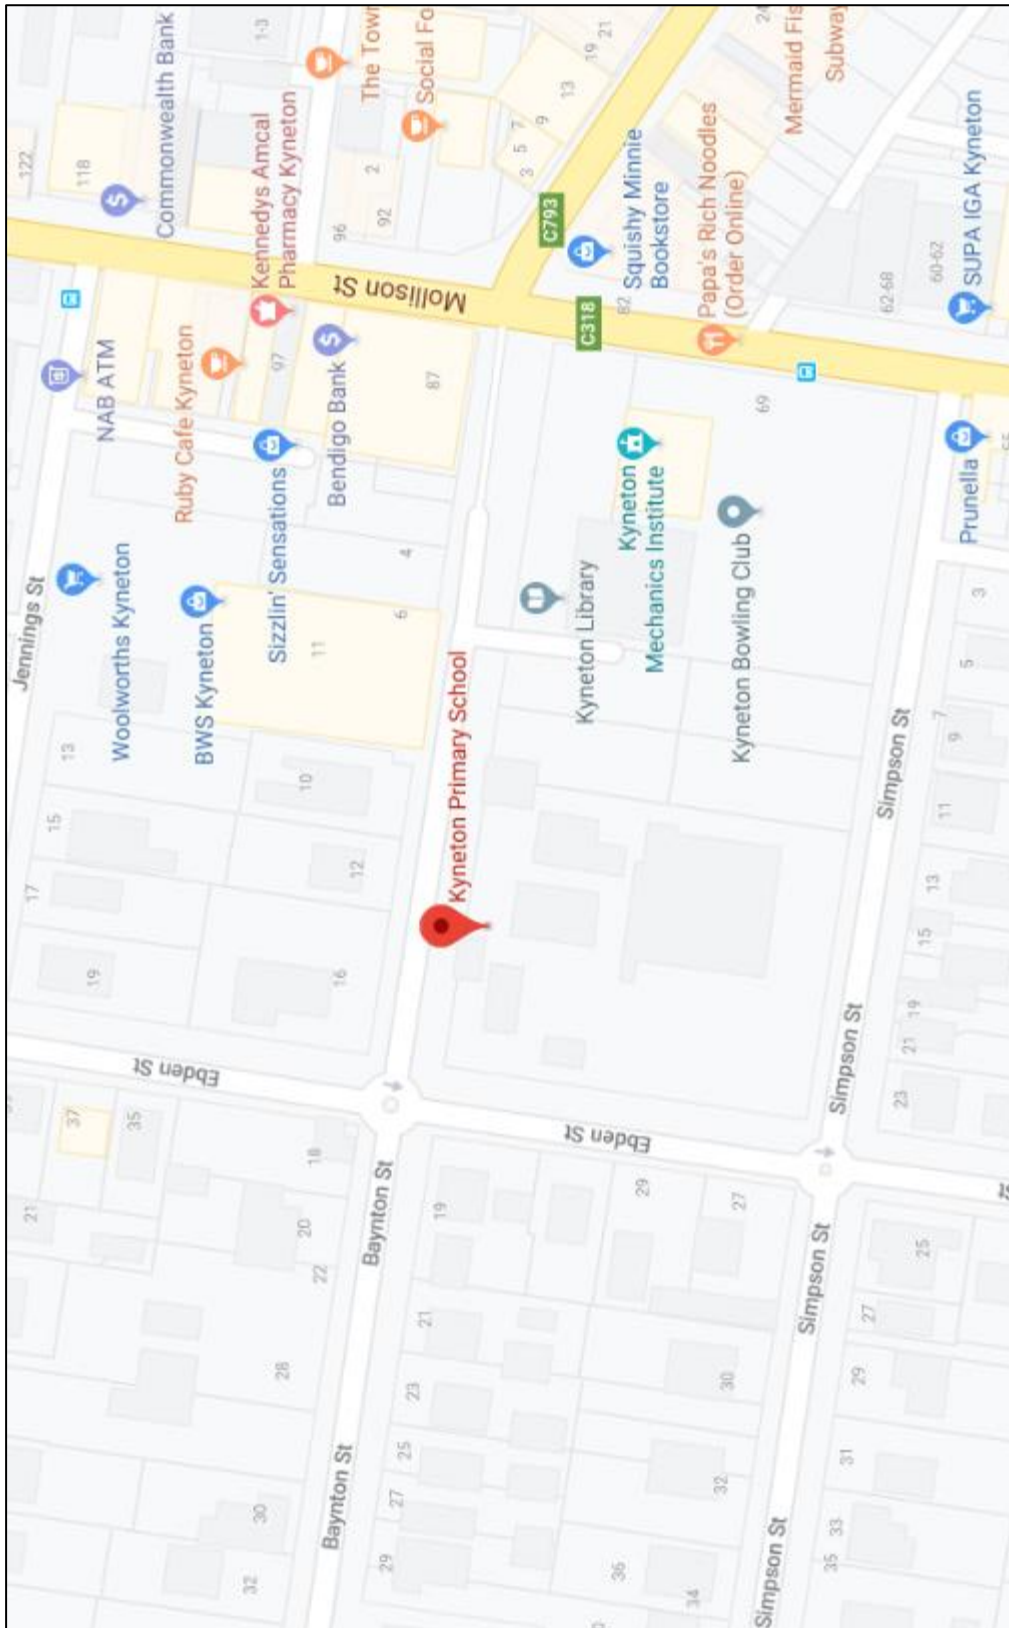 Jennings St
13
15
17
19
NAB ATM
Woolworths Kyneton
122
118
Commonwealth Bank
1-3
Ruby Cafe Kyneton
BWS Kyneton
Kennedys Amcal
Pharmacy Kyneton
97
Sizzlin' Sensations
11
10
12
16
Bendigo Bank
87
4
6
96
92
2
The Town
Social Fo
Mollison St
3
5
7
9
13
19
21
24
C793
C318
Squishy Minnie
Bookstore
82
Papa's Rich Noodles
(Order Online)
Mermaid Fis
Subway
62-68
60-62
SUPA IGA Kyneton
69
Kyneton
Mechanics Institute
Kyneton Library
Kyneton Bowling Club
Prunella
Kyneton Primary School
Simpson St
3
5
7
9
11
13
15
19
21
23
Simpson St
Ebden St
Ebden St
37
35
21
18
20
22
28
30
32
Baynton St
Baynton St
19
21
23
25
27
29
29
27
30
32
34
36
Simpson St
Simpson St
25
27
29
31
33
35